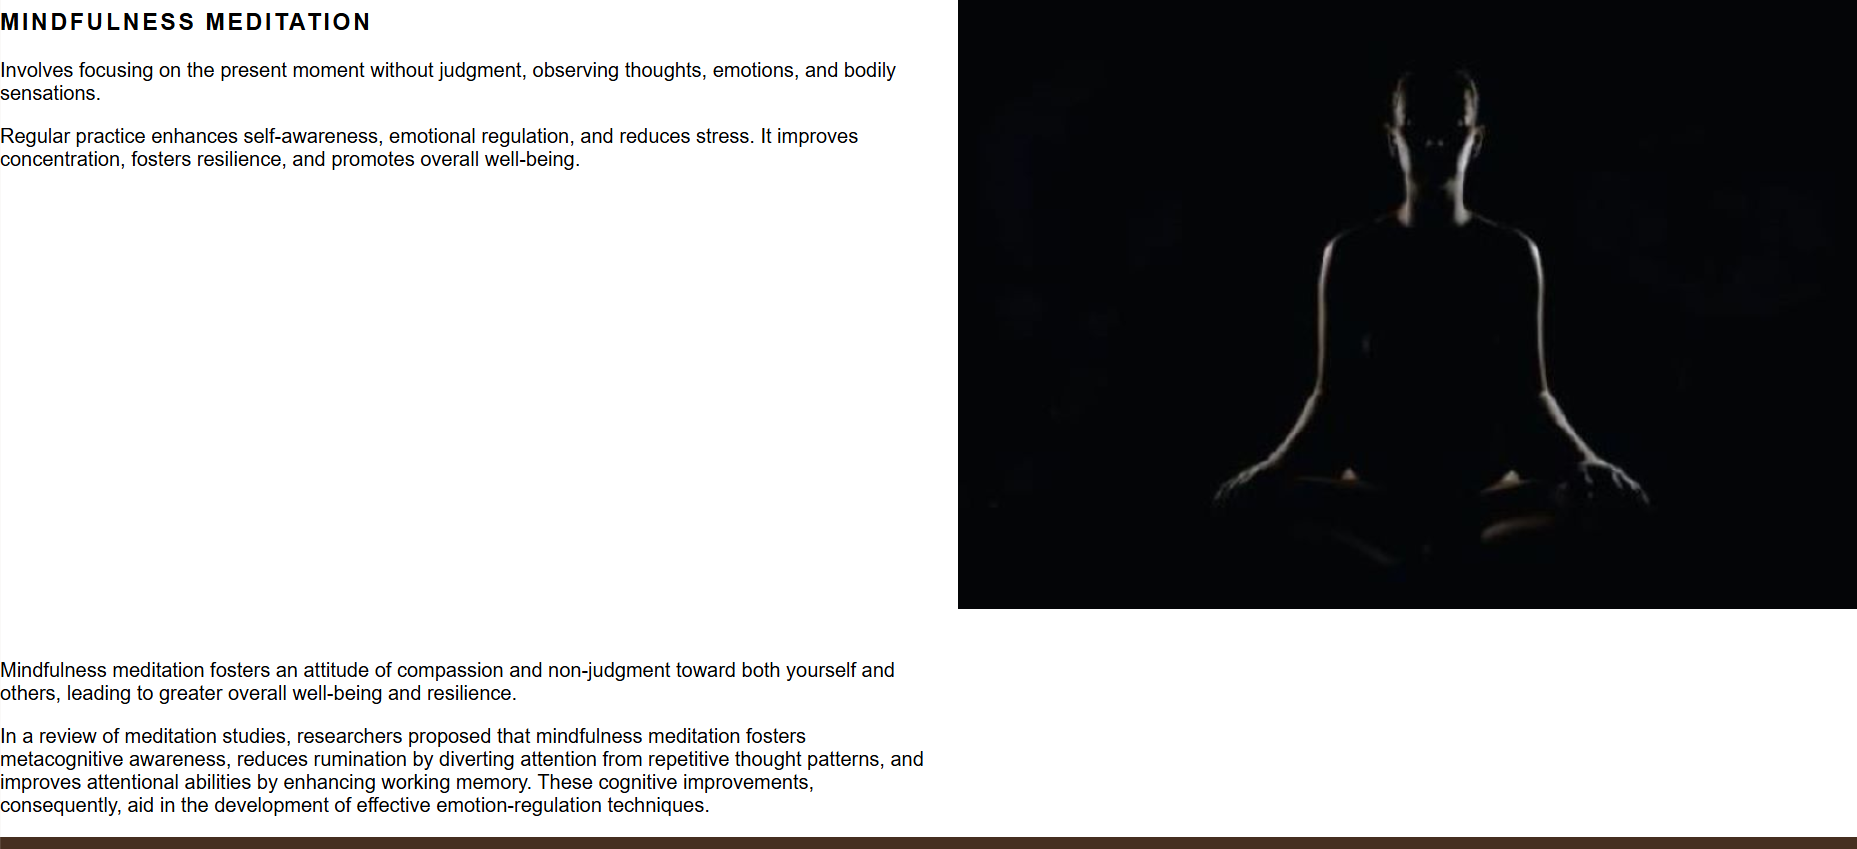 MINDFULNESS MEDITATION
Involves focusing on the present moment without judgment, observing thoughts, emotions, and bodily
sensations.
Regular practice enhances self-awareness, emotional regulation, and reduces stress. It improves
concentration, fosters resilience, and promotes overall well-being.
Mindfulness meditation fosters an attitude of compassion and non-judgment toward both yourself and
others, leading to greater overall well-being and resilience.
In a review of meditation studies, researchers proposed that mindfulness meditation fosters
metacognitive awareness, reduces rumination by diverting attention from repetitive thought patterns, and
improves attentional abilities by enhancing working memory. These cognitive improvements,
consequently, aid in the development of effective emotion-regulation techniques.